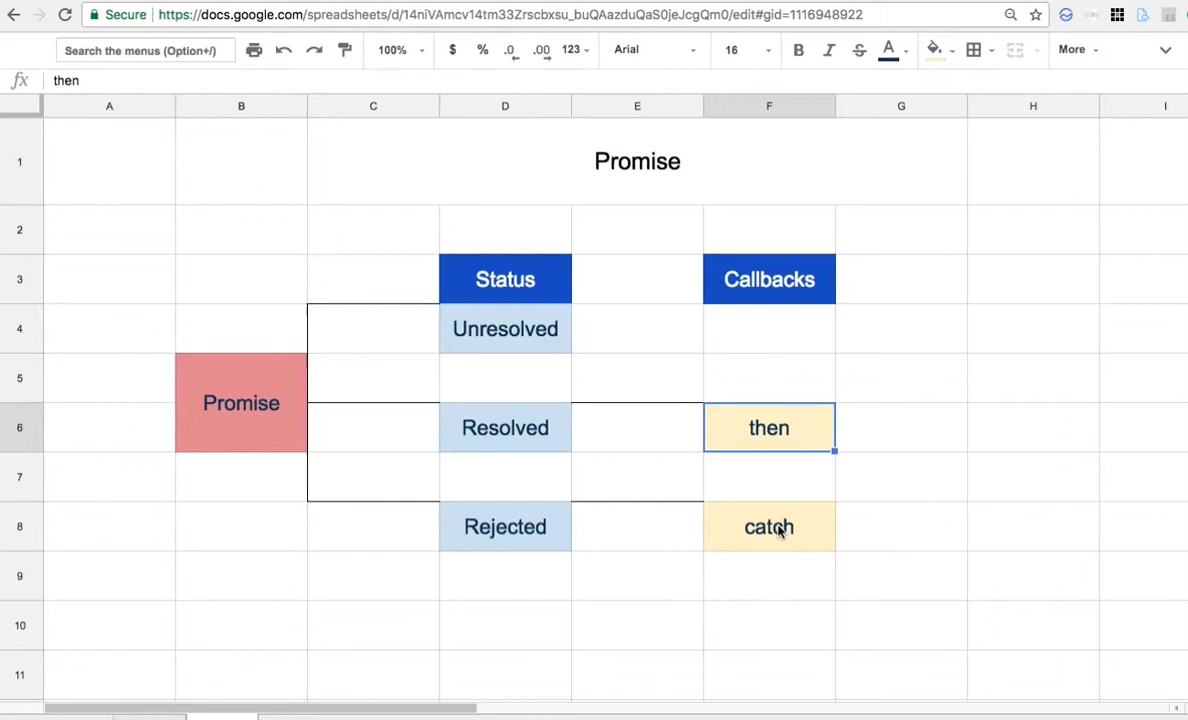 Secure https://docs.google.com/spreadsheets/d/14niVAmcv14tm33Zrscbxsu_buQAazduQaS0jeJcgQm0/edit#gid=1116948922
Search the menus (Option+/) 100% $ % .0 .00 123 Arial 16 B I S A More
fx then
A B C D E F G H I
1 Promise
2
3 Status Callbacks
4 Unresolved
5
Promise
6 Resolved then
7
8 Rejected catch
9
10
11